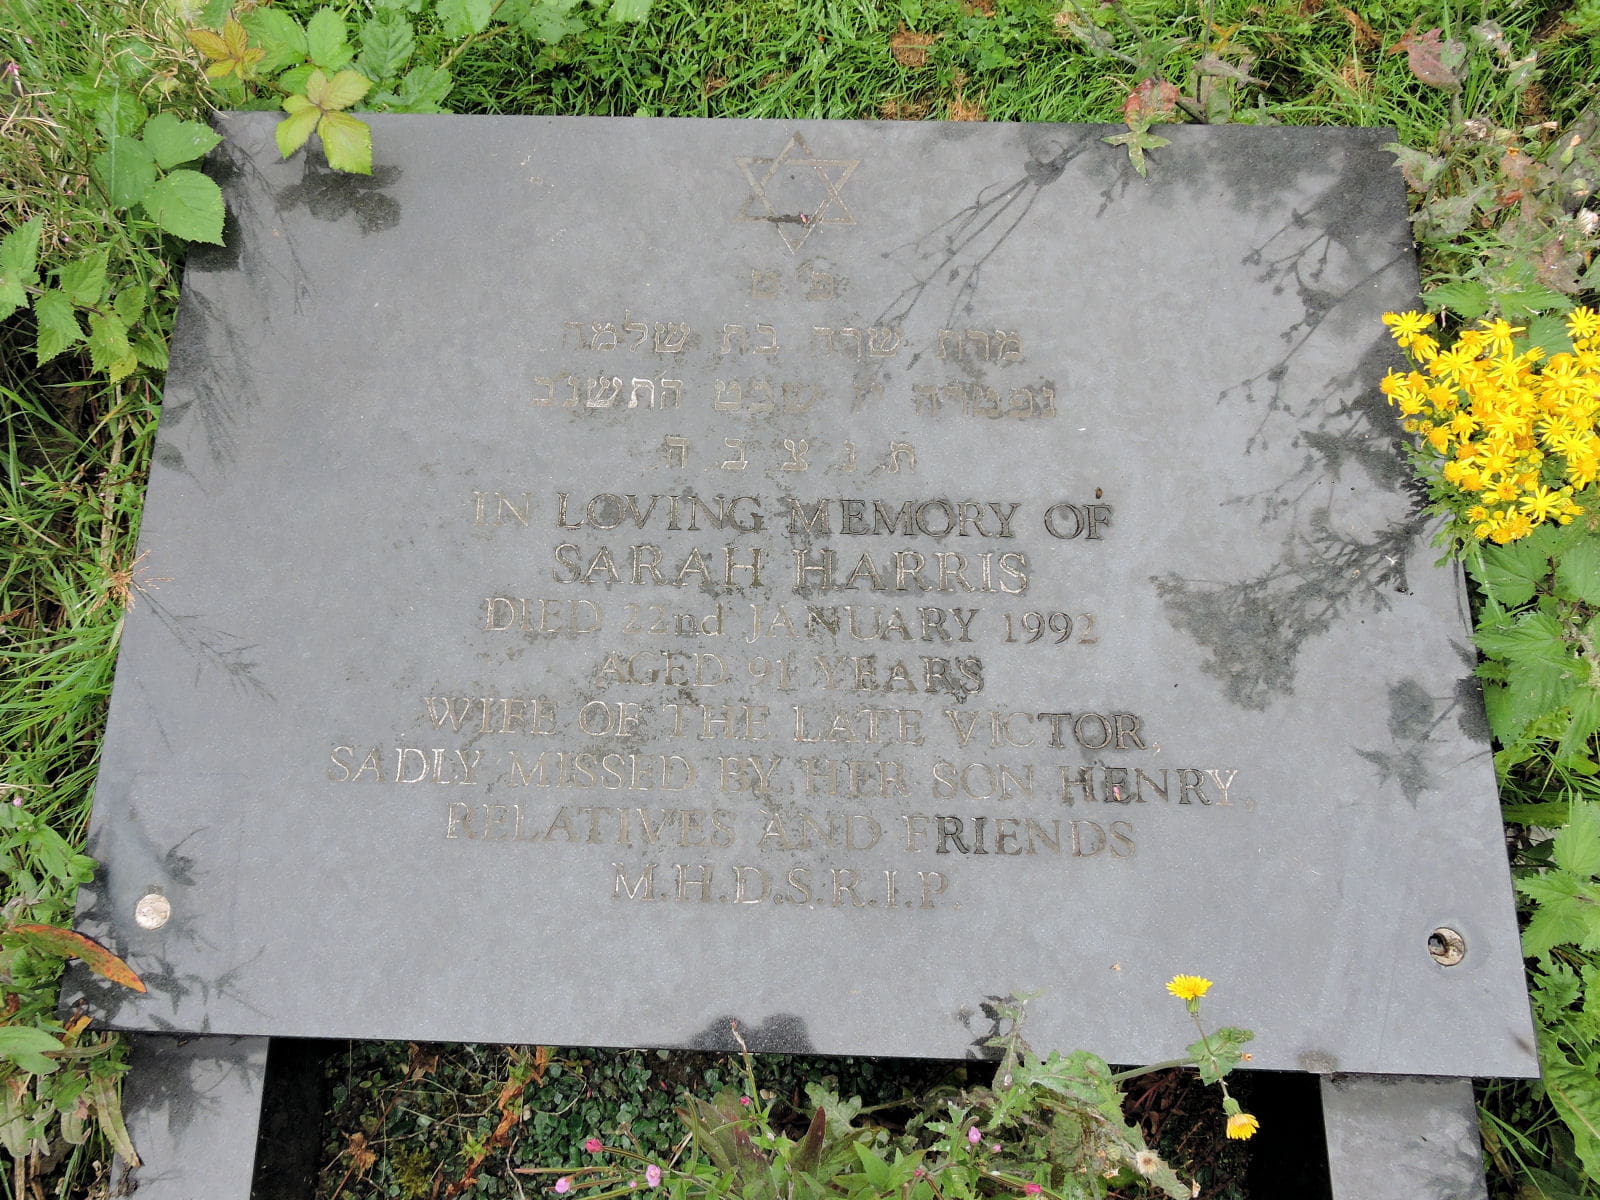 פ״ט
מרת שרה בת שלמה
נפטרה י״ז שבט התשנ״ב
ת.נ.צ.ב.ה
IN LOVING MEMORY OF
SARAH HARRIS
DIED 22nd JANUARY 1992
AGED 91 YEARS
WIFE OF THE LATE VICTOR,
SADLY MISSED BY HER SON HENRY,
RELATIVES AND FRIENDS
M.H.D.S.R.I.P.